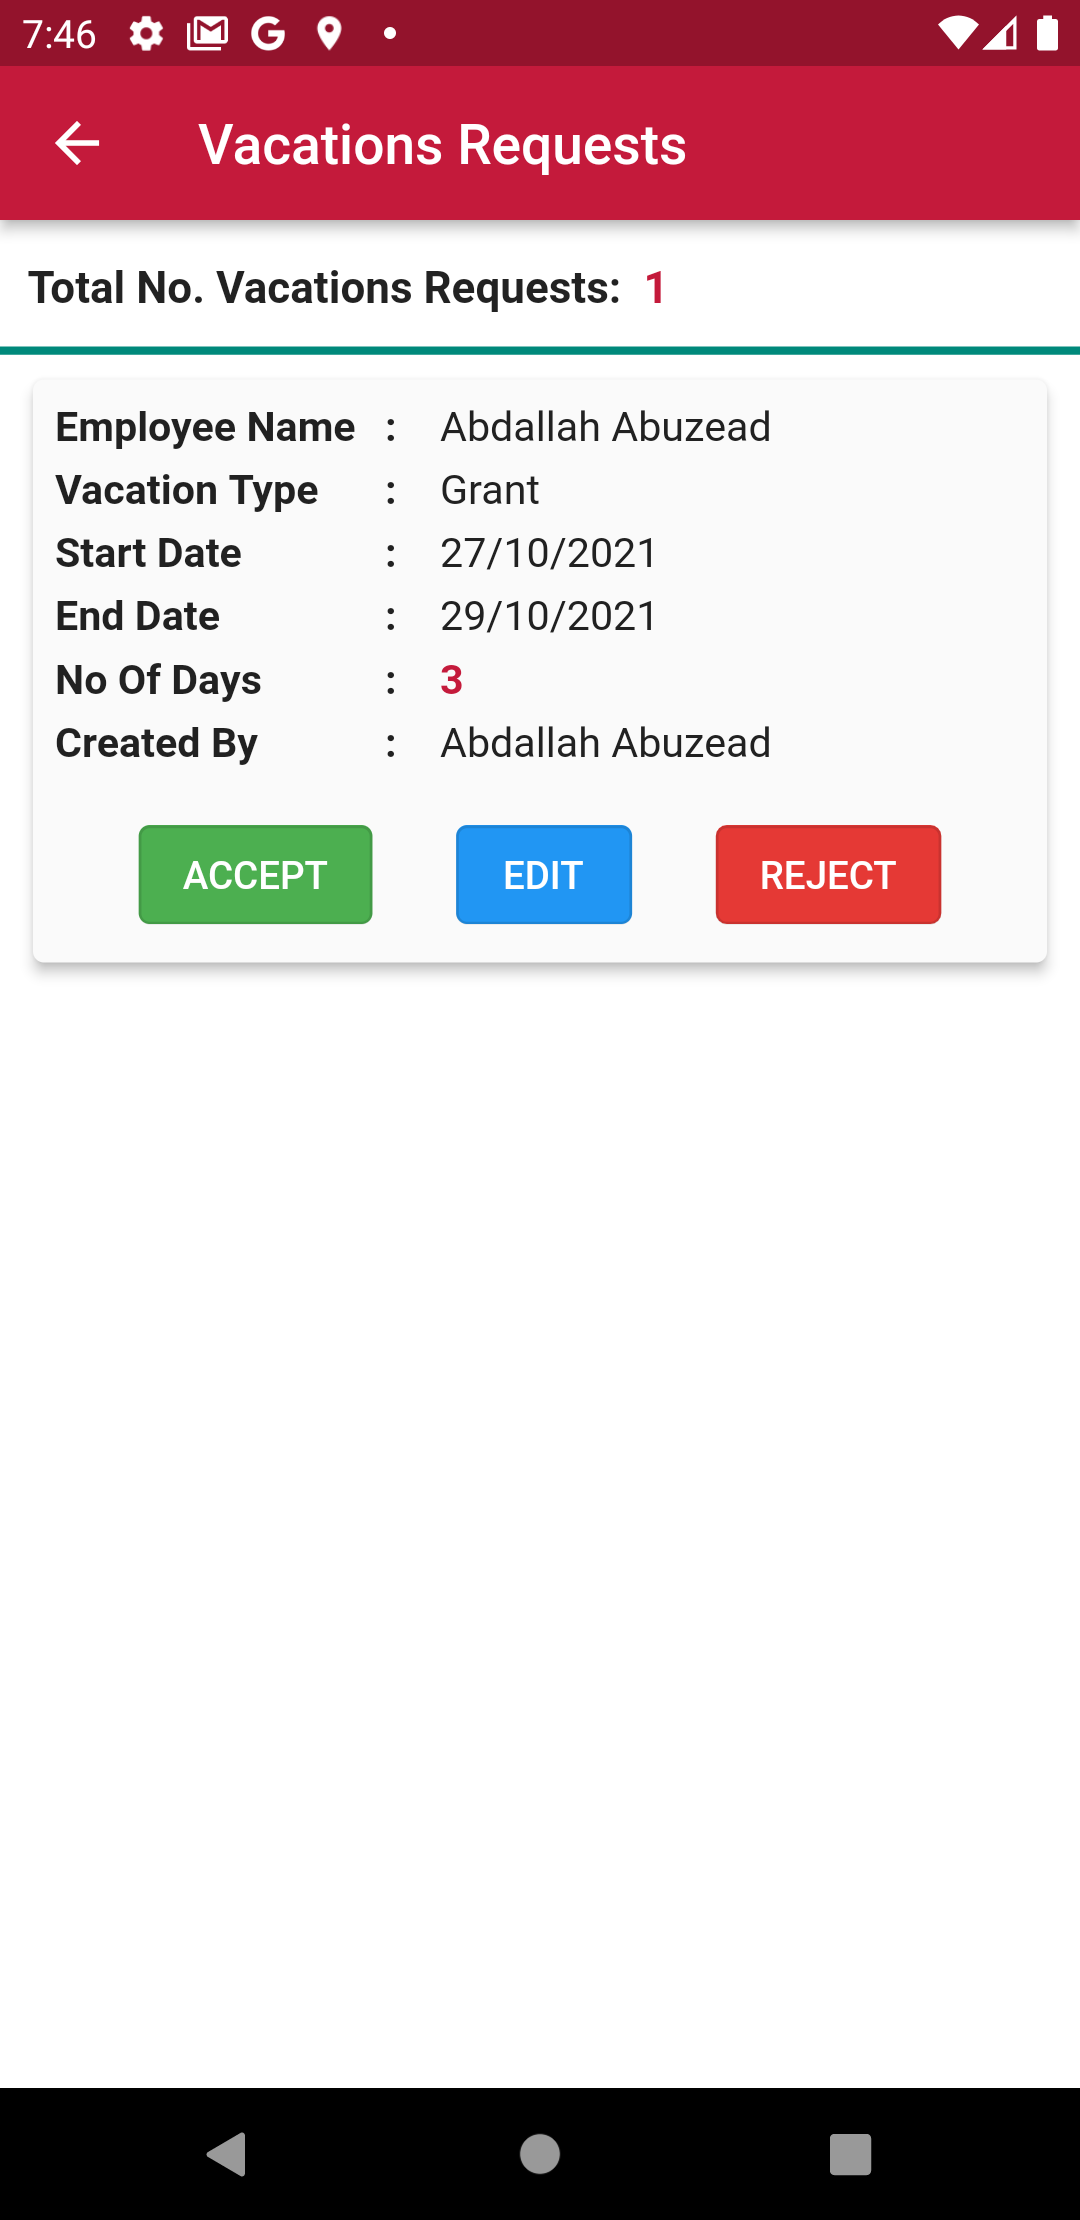 7:46
Vacations Requests
Total No. Vacations Requests: 1
Employee Name : Abdallah Abuzead
Vacation Type : Grant
Start Date : 27/10/2021
End Date : 29/10/2021
No Of Days : 3
Created By : Abdallah Abuzead
ACCEPT EDIT REJECT